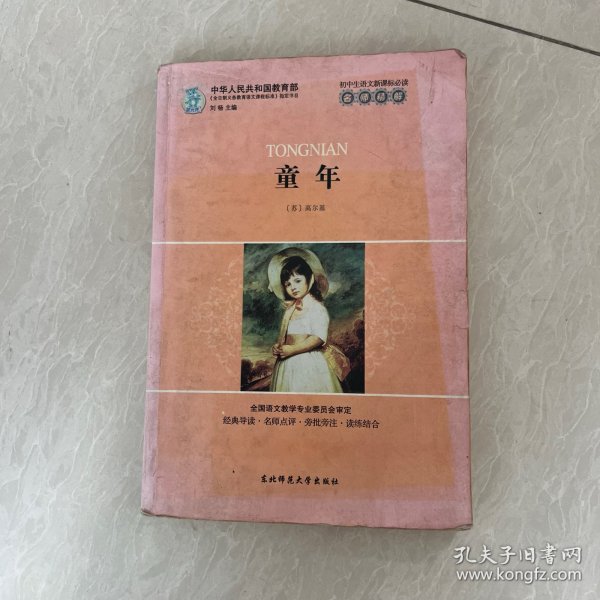 中华人民共和国教育部
《全日制义务教育语文课程标准》指定书目
刘 畅 主编
初中生语文新课标必读
名师精解
TONGNIAN
童年
〔苏〕高尔基
全国语文教学专业委员会审定
经典导读·名师点评·旁批旁注·读练结合
东北师范大学出版社
孔夫子旧书网
www.kongfz.com